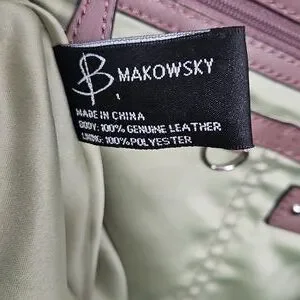 B MAKOWSKY
MADE IN CHINA
BODY: 100% GENUINE LEATHER
LINING: 100% POLYESTER